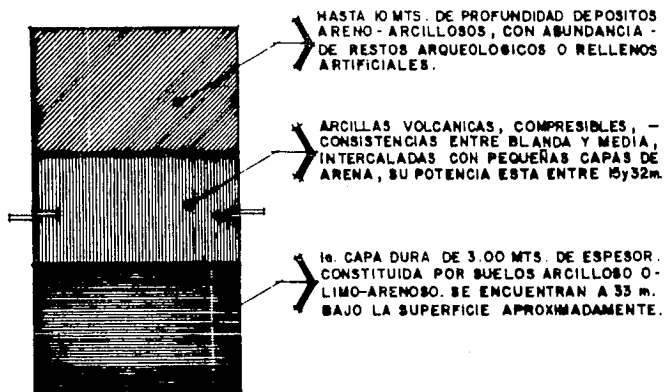 HASTA 10 MTS. DE PROFUNDIDAD DEPOSITOS
ARENO-ARCILLOSOS, CON ABUNDANCIA-
DE RESTOS ARQUEOLOGICOS O RELLENOS
ARTIFICIALES.
ARCILLAS VOLCANICAS, COMPRESIBLES, -
CONSISTENCIAS ENTRE BLANDA Y MEDIA,
INTERCALADAS CON PEQUEÑAS CAPAS DE
ARENA, SU POTENCIA ESTA ENTRE 15y32m.
1a. CAPA DURA DE 3.00 MTS. DE ESPESOR.
CONSTITUIDA POR SUELOS ARCILLOSO O-
LIMO-ARENOSO. SE ENCUENTRAN A 33 m.
BAJO LA SUPERFICIE APROXIMADAMENTE.